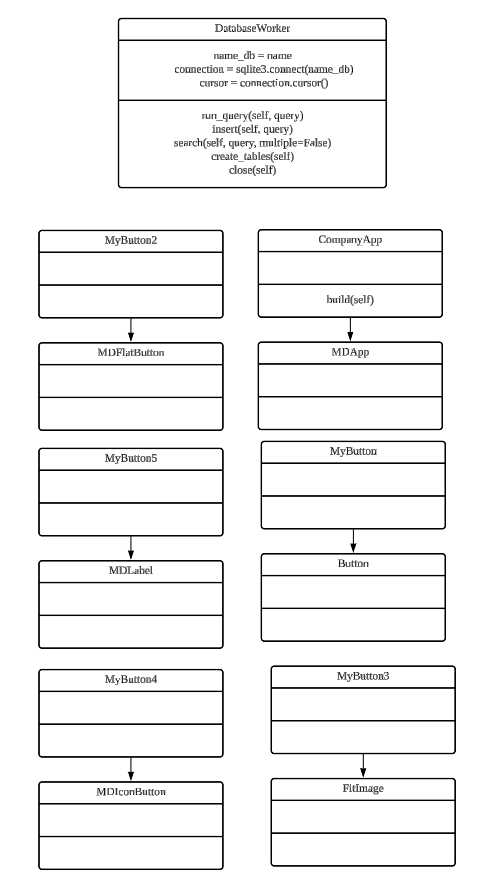 DatabaseWorker
name_db = name
connection = sqlite3.connect(name_db)
cursor = connection.cursor()
run_query(self, query)
insert(self, query)
search(self, query, multiple=False)
create_tables(self)
close(self)
MyButton2
CompanyApp
build(self)
MDFlatButton
MDApp
MyButton5
MyButton
MDLabel
Button
MyButton4
MyButton3
MDIconButton
FitImage